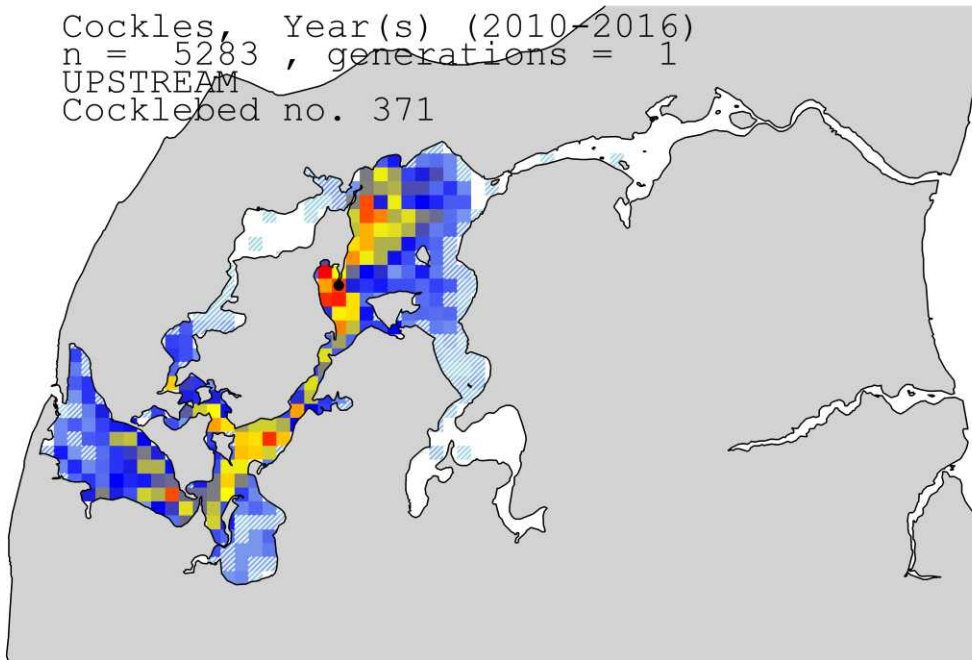 Cockles, Year(s) (2010-2016)
n = 5283 , generations = 1
UPSTREAM
Cocklebed no. 371